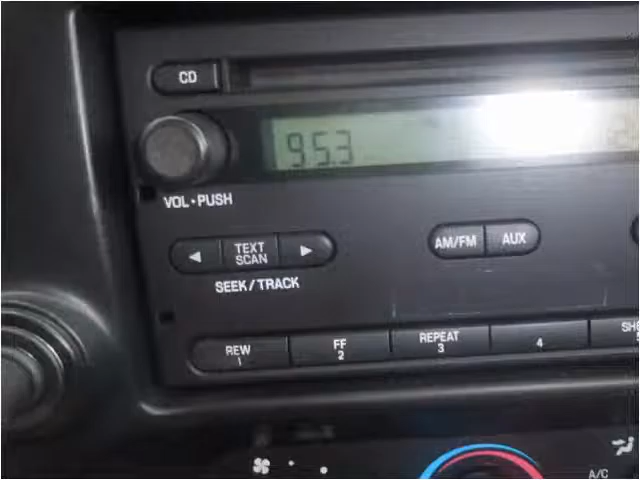 CD
95.3
VOL•PUSH
TEXT
SCAN
SEEK/TRACK
AM/FM
AUX
REW
1
FF
2
REPEAT
3
4
A/C